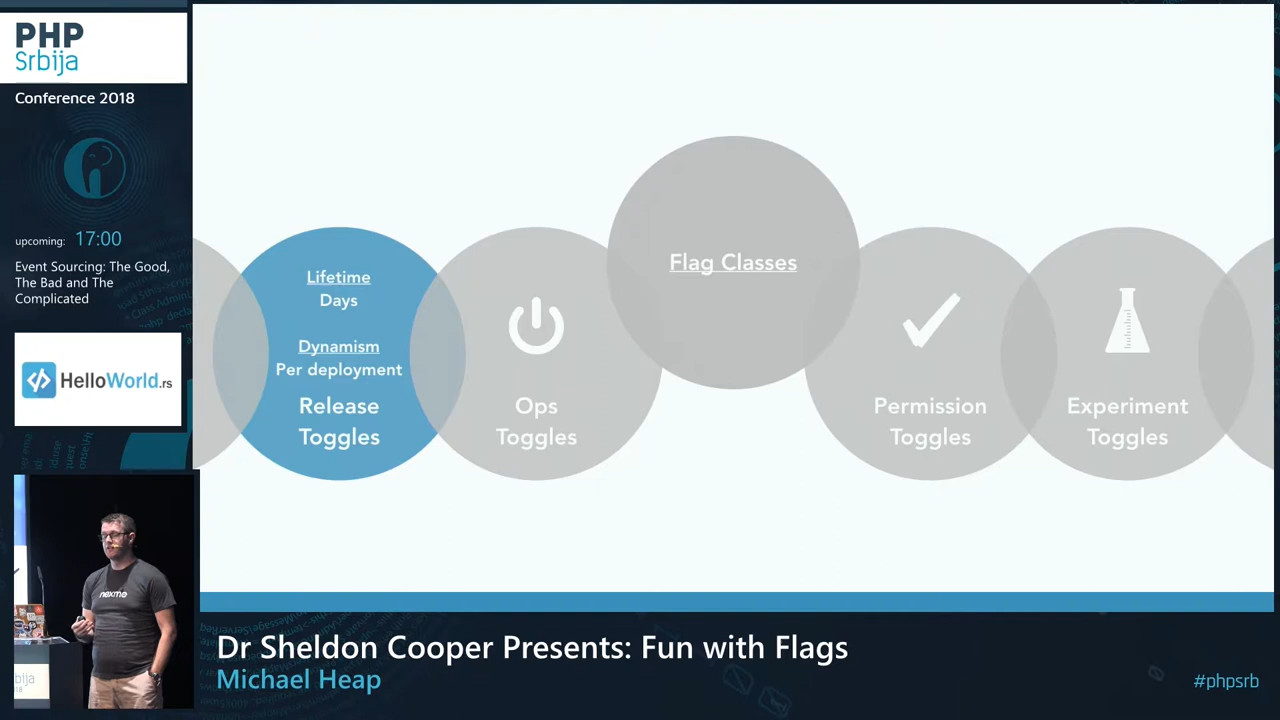 PHP
Srbija
Conference 2018
upcoming: 17:00
Event Sourcing: The Good,
The Bad and The
Complicated
HelloWorld.rs
Lifetime
Days
Dynamism
Per deployment
Release
Toggles
Ops
Toggles
Flag Classes
Permission
Toggles
Experiment
Toggles
nexmo
Dr Sheldon Cooper Presents: Fun with Flags
Michael Heap
#phpsrb